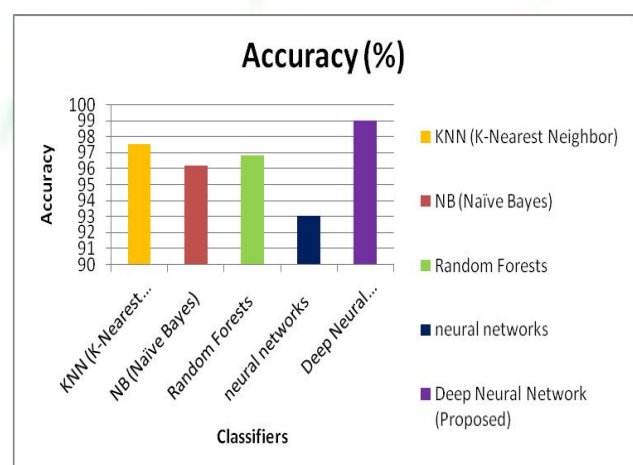 Accuracy (%)
Accuracy
100
99
98
97
96
95
94
93
92
91
90
KNN (K-Nearest...
NB (Naïve Bayes)
Random Forests
neural networks
Deep Neural...
Classifiers
KNN (K-Nearest Neighbor)
NB (Naïve Bayes)
Random Forests
neural networks
Deep Neural Network
(Proposed)